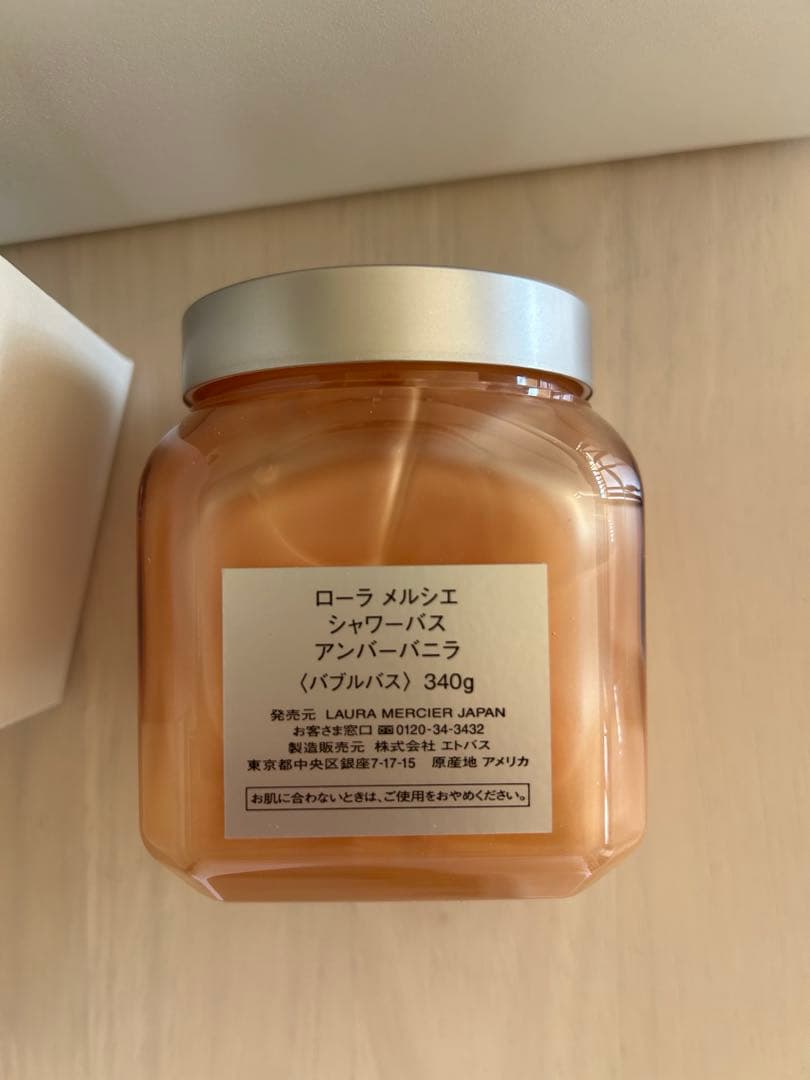 ローラ メルシエ
シャワーバス
アンバーバニラ
〈バブルバス〉 340g
発売元 LAURA MERCIER JAPAN
お客さま窓口 0120-34-3432
製造販売元 株式会社 エトバス
東京都中央区銀座7-17-15 原産地 アメリカ
お肌に合わないときは、ご使用をおやめください。